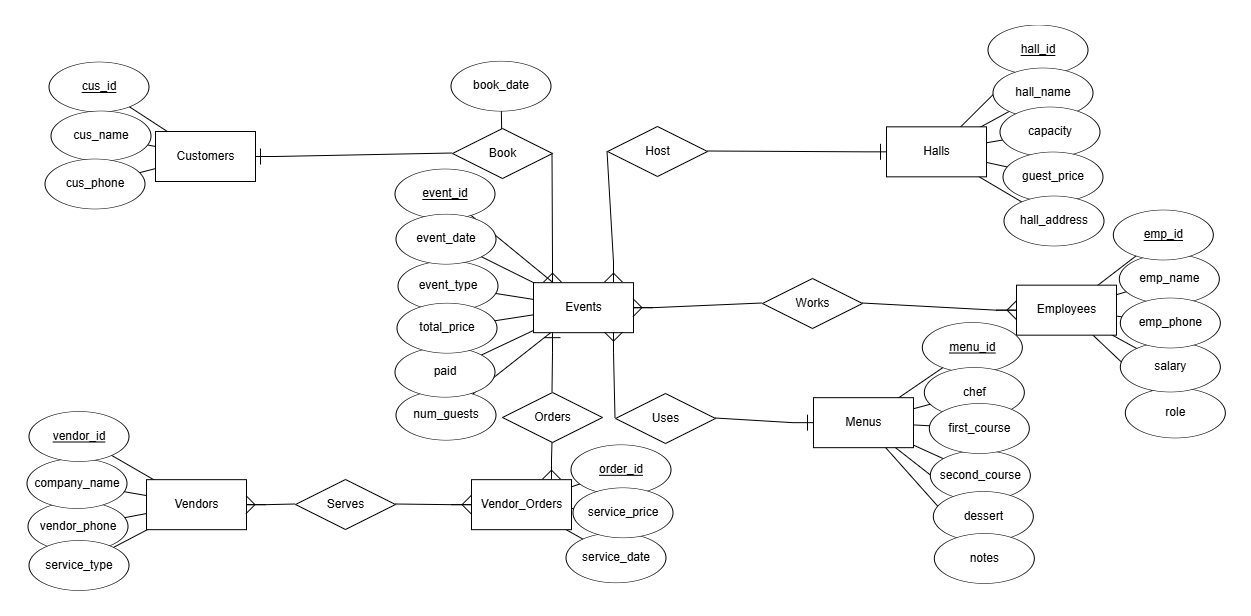 hall_id
cus_id
book_date
hall_name
cus_name
capacity
Customers
Book
Host
Halls
cus_phone
guest_price
event_id
hall_address
event_date
emp_id
event_type
emp_name
Events
Works
Employees
total_price
emp_phone
menu_id
paid
salary
chef
num_guests
Orders
Uses
Menus
role
first_course
vendor_id
order_id
second_course
company_name
Vendors
Serves
Vendor_Orders
service_price
dessert
vendor_phone
service_type
service_date
notes